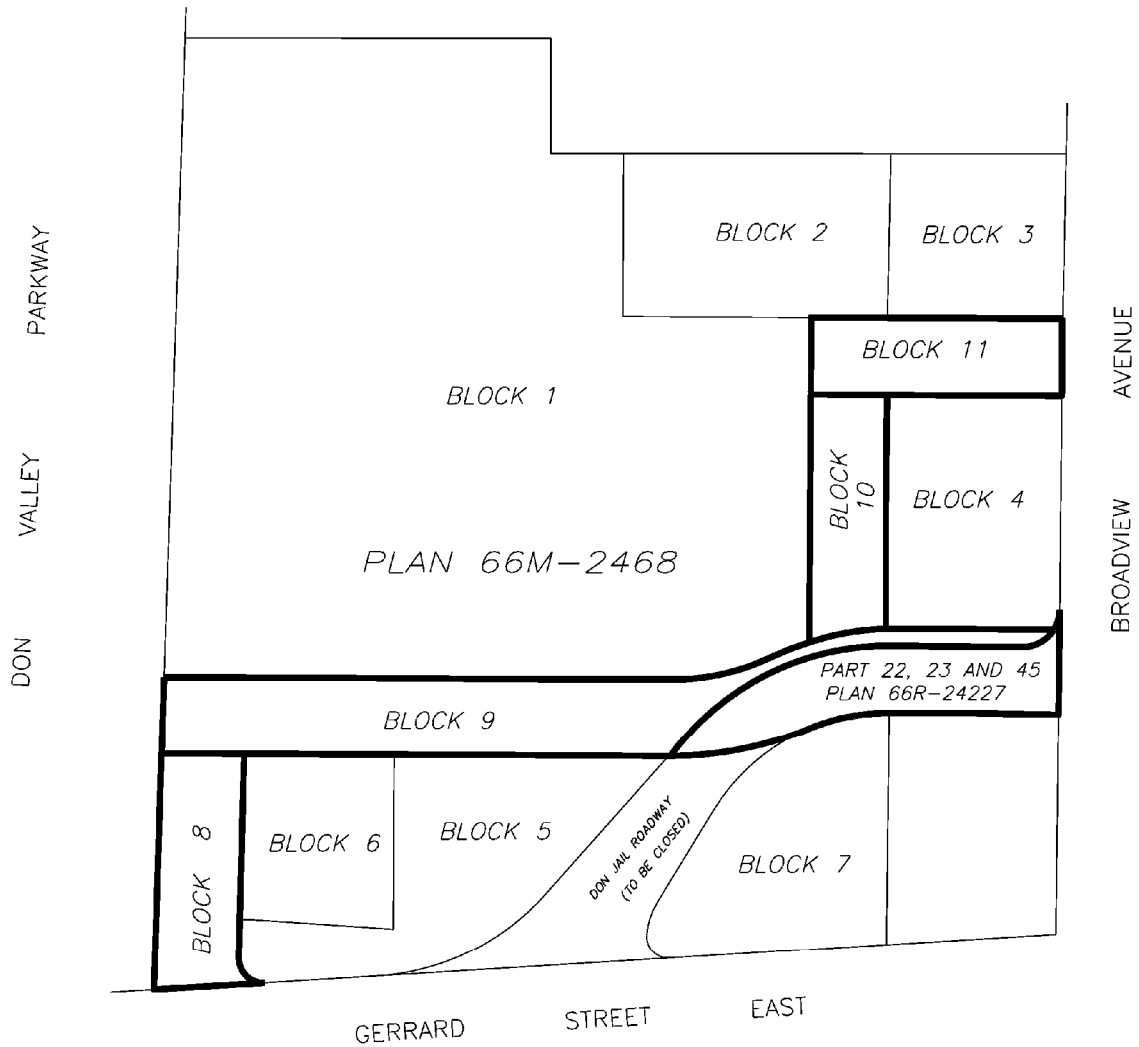 BLOCK 2
BLOCK 3
DON VALLEY PARKWAY
BROADVIEW AVENUE
BLOCK 11
BLOCK 1
BLOCK
10
BLOCK 4
PLAN 66M-2468
PART 22, 23 AND 45
PLAN 66R-24227
BLOCK 9
BLOCK 8
BLOCK 6
BLOCK 5
DON JAIL ROADWAY
(TO BE CLOSED)
BLOCK 7
GERRARD STREET EAST